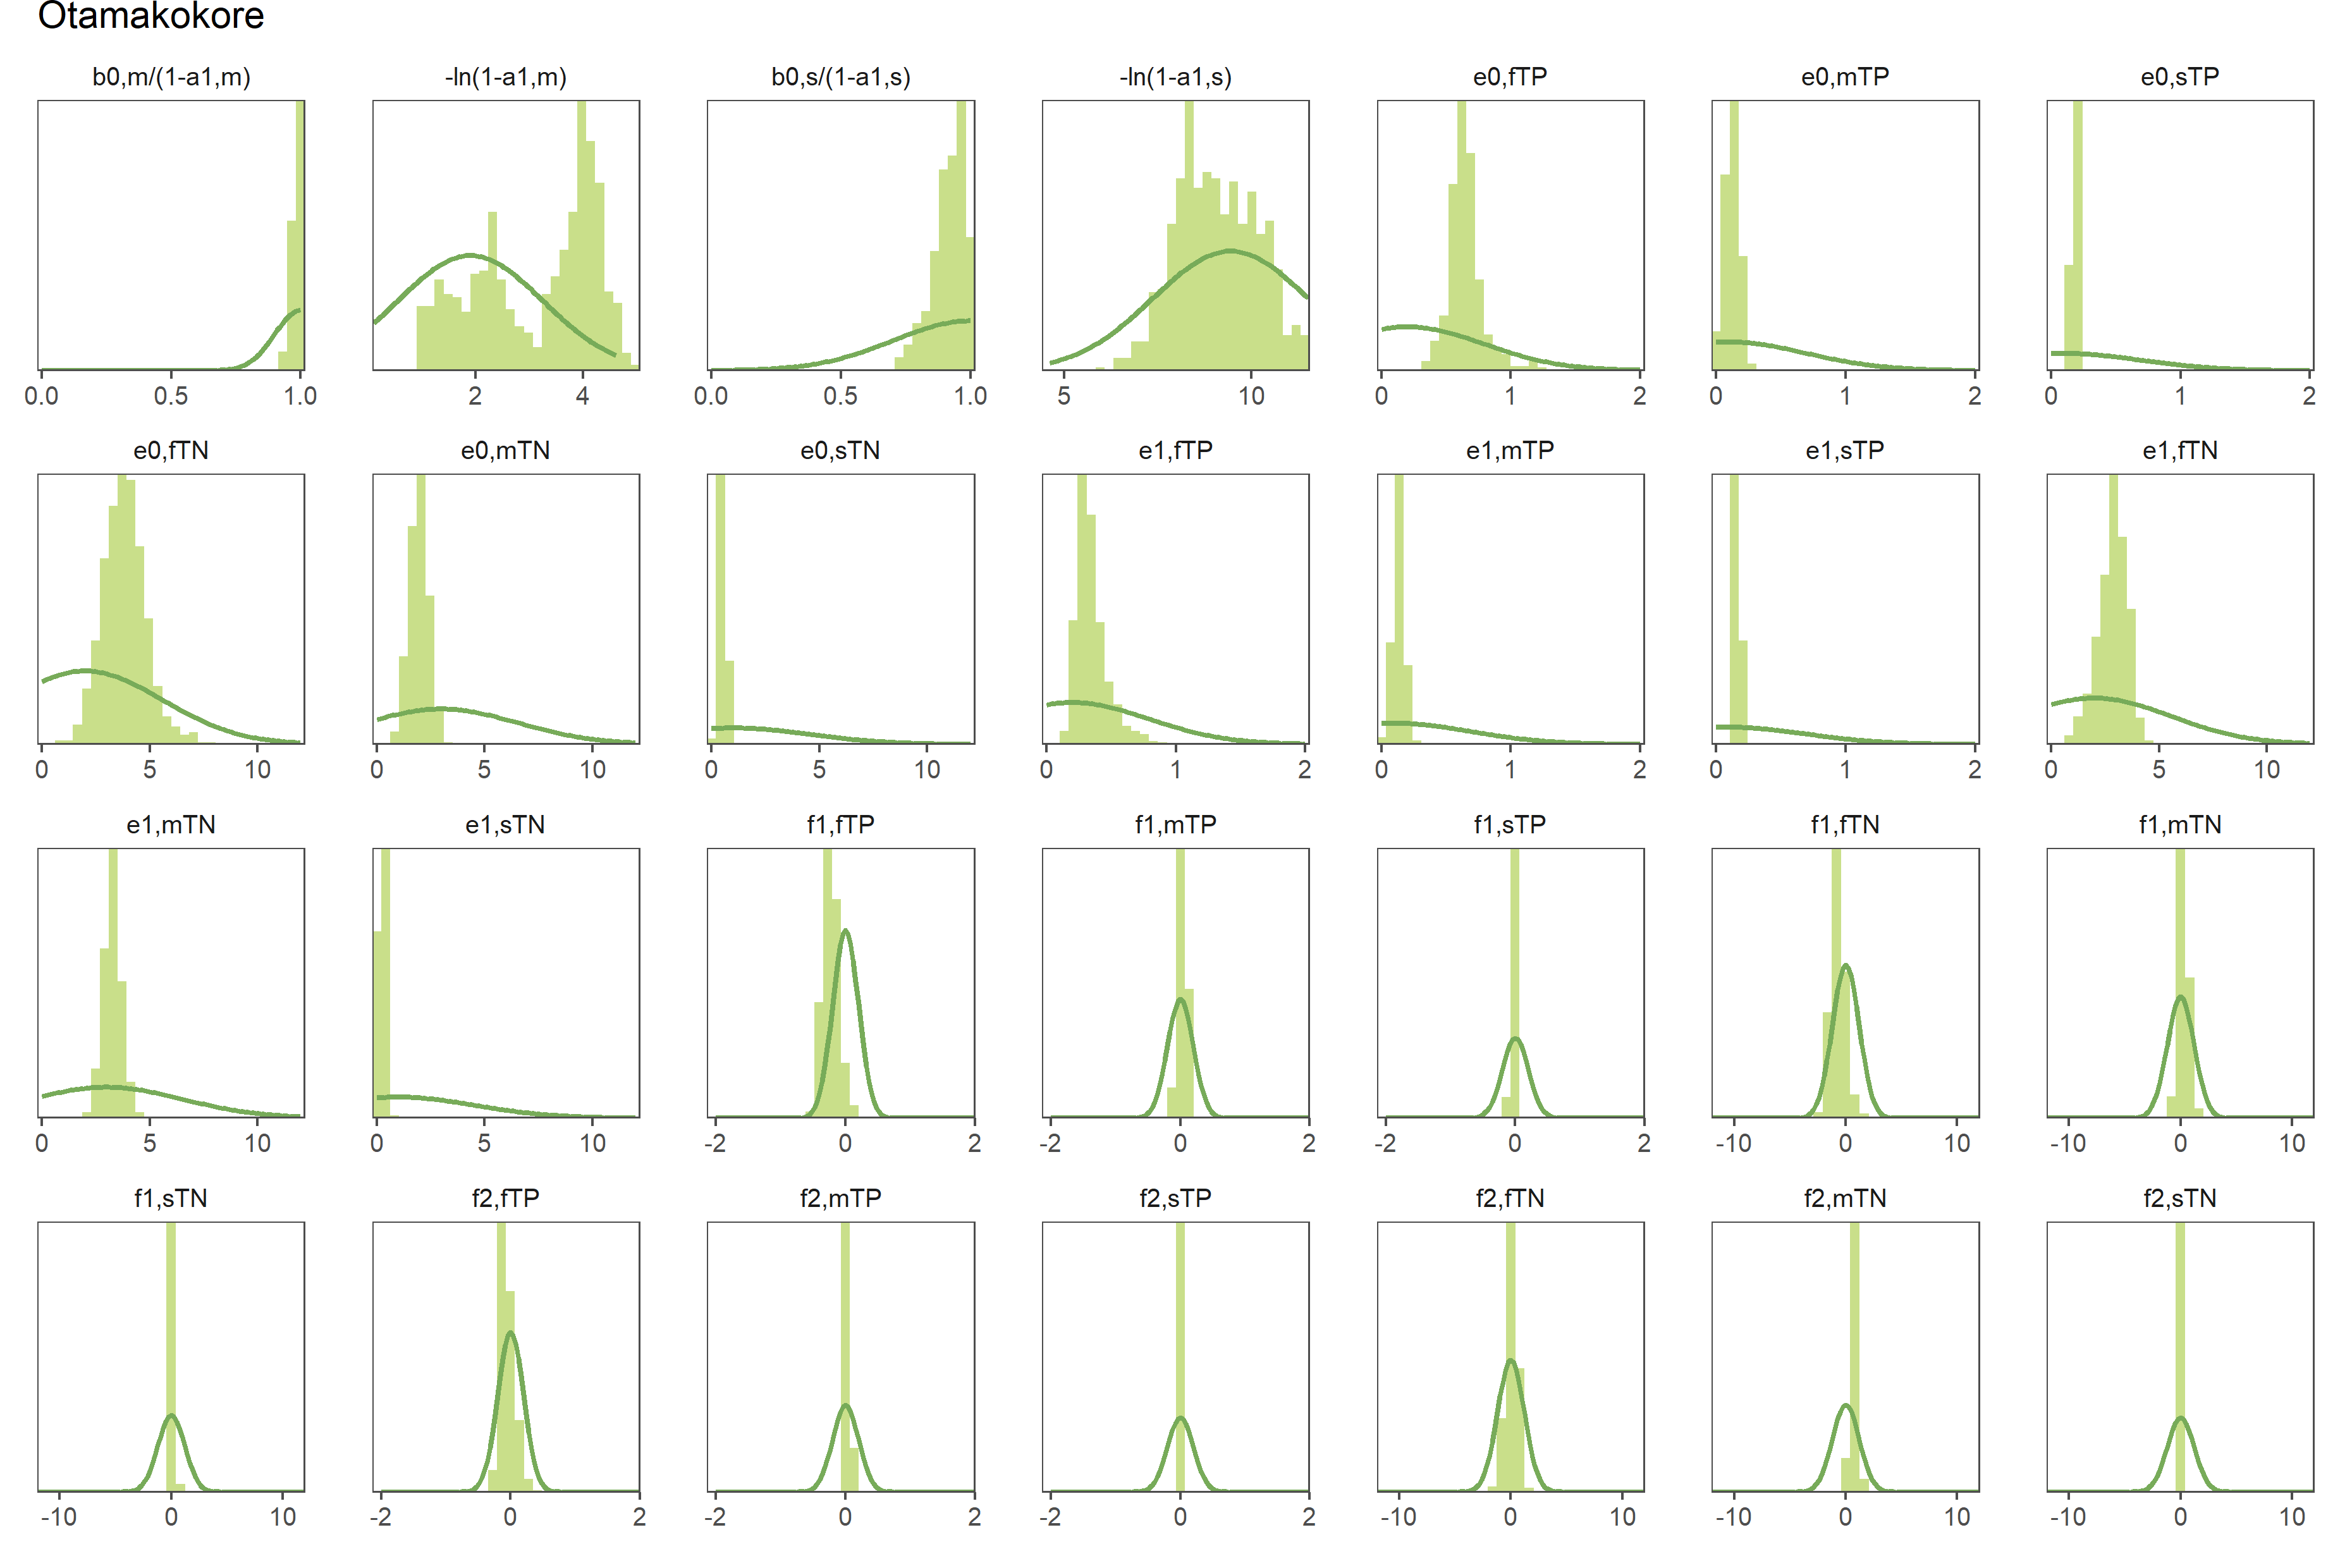 Otamakokore
b0,m/(1-a1,m) -ln(1-a1,m) b0,s/(1-a1,s) -ln(1-a1,s) e0,fTP e0,mTP e0,sTP
0.0 0.5 1.0 2 4 0.0 0.5 1.0 5 10 0 1 2 0 1 2 0 1 2
e0,fTN e0,mTN e0,sTN e1,fTP e1,mTP e1,sTP e1,fTN
0 5 10 0 5 10 0 5 10 0 1 2 0 1 2 0 1 2 0 5 10
e1,mTN e1,sTN f1,fTP f1,mTP f1,sTP f1,fTN f1,mTN
0 5 10 0 5 10 -2 0 2 -2 0 2 -2 0 2 -10 0 10 -10 0 10
f1,sTN f2,fTP f2,mTP f2,sTP f2,fTN f2,mTN f2,sTN
-10 0 10 -2 0 2 -2 0 2 -2 0 2 -10 0 10 -10 0 10 -10 0 10